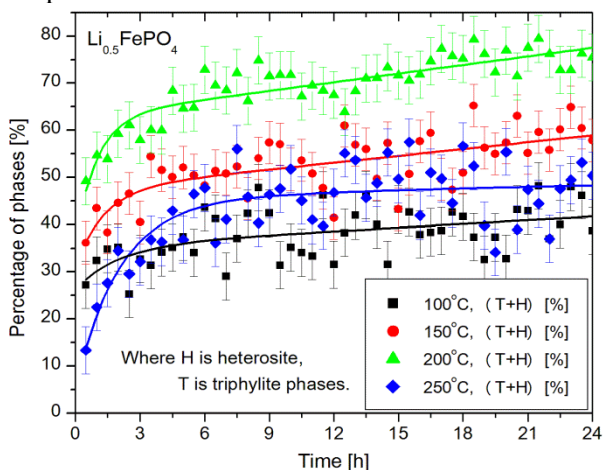 Li0.5FePO4
Percentage of phases [%]
80
70
60
50
40
30
20
10
0
Where H is heterosite,
T is triphylite phases.
100°C, (T+H) [%]
150°C, (T+H) [%]
200°C, (T+H) [%]
250°C, (T+H) [%]
0 3 6 9 12 15 18 21 24
Time [h]